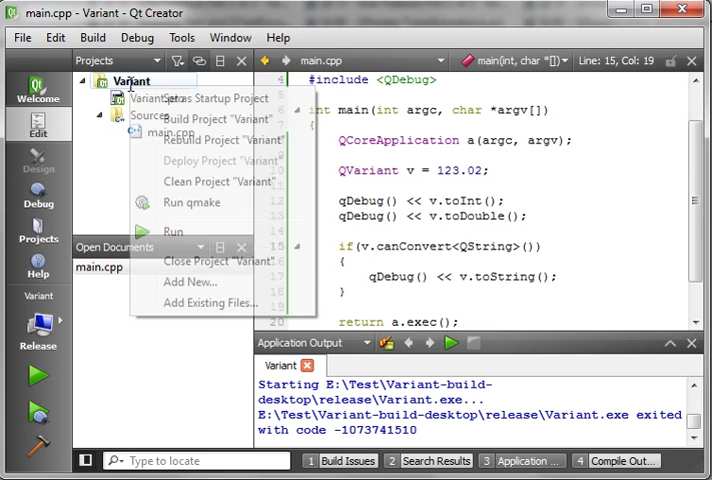 main.cpp - Variant - Qt Creator
File Edit Build Debug Tools Window Help
Projects
main.cpp
main(int, char *[])
Line: 15, Col: 19
Welcome
Edit
Design
Debug
Projects
Help
Variant
Release
Variant
Variant.pro
Sources
main.cpp
Set as Startup Project
Build Project "Variant"
Rebuild Project "Variant"
Deploy Project "Variant"
Clean Project "Variant"
Run qmake
Run
Close Project "Variant"
Add New...
Add Existing Files...
Open Documents
main.cpp
4 #include <QDebug>
6 int main(int argc, char *argv[])
{
QCoreApplication a(argc, argv);
QVariant v = 123.02;
qDebug() << v.toInt();
qDebug() << v.toDouble();
15 if(v.canConvert<QString>())
{
qDebug() << v.toString();
}
20 return a.exec();
Application Output
Variant
Starting E:\Test\Variant-build-
desktop\release\Variant.exe...
E:\Test\Variant-build-desktop\release\Variant.exe exited
with code -1073741510
Type to locate
1 Build Issues
2 Search Results
3 Application ...
4 Compile Out...